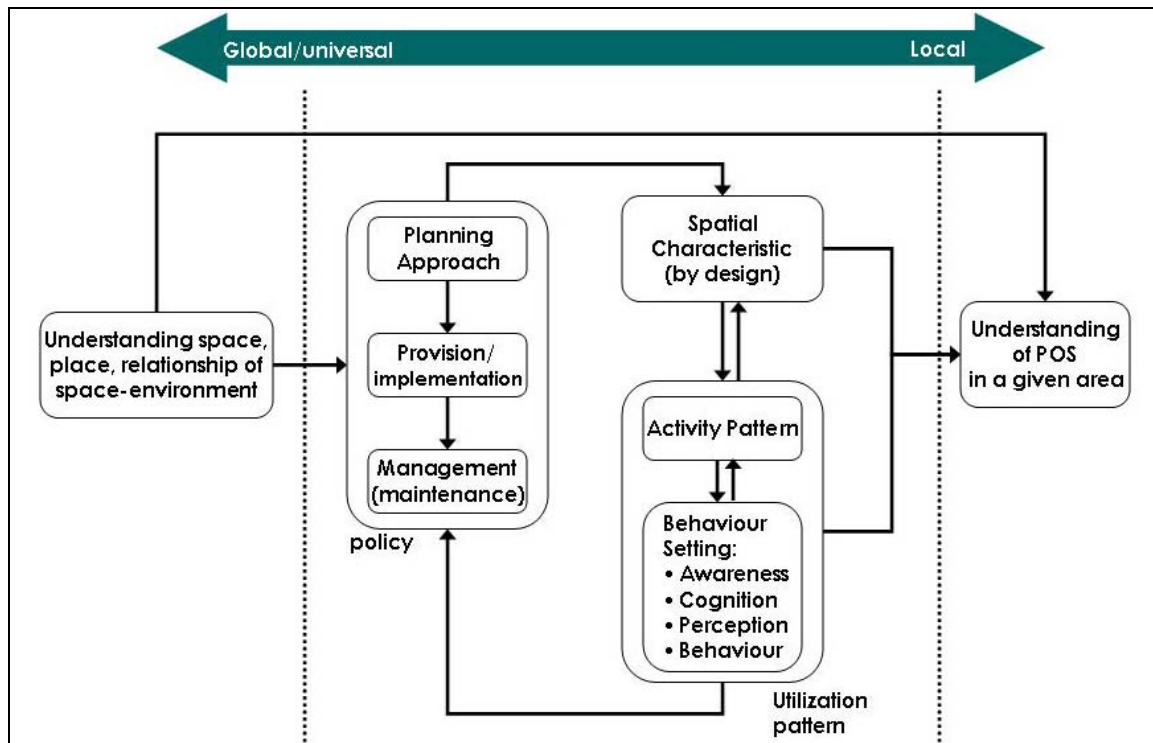 Global/universal
Local
Understanding space,
place, relationship of
space-environment
Planning
Approach
Provision/
implementation
Management
(maintenance)
policy
Spatial
Characteristic
(by design)
Activity Pattern
Behaviour
Setting:
• Awareness
• Cognition
• Perception
• Behaviour
Utilization
pattern
Understanding
of POS
in a given area